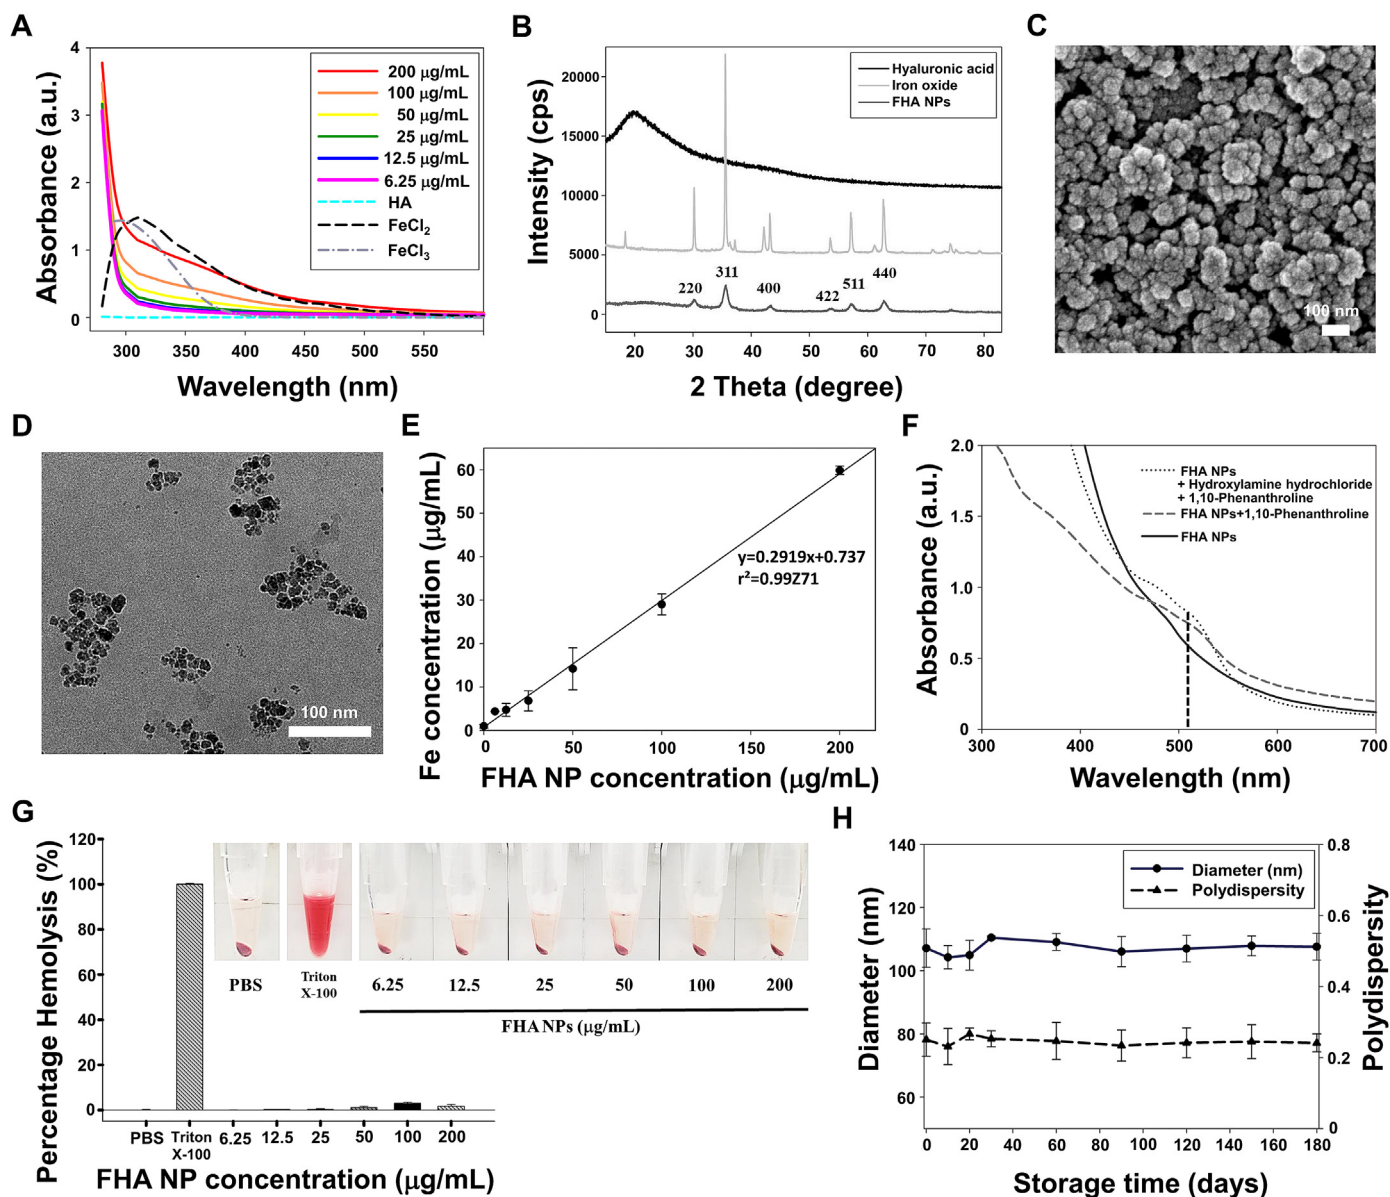 A
Absorbance (a.u.)
4
3
2
1
0
300
350
400
450
500
550
Wavelength (nm)
200 μg/mL
100 μg/mL
50 μg/mL
25 μg/mL
12.5 μg/mL
6.25 μg/mL
HA
FeCl2
FeCl3
B
Intensity (cps)
20000
15000
10000
5000
0
20
30
40
50
60
70
80
2 Theta (degree)
Hyaluronic acid
Iron oxide
FHA NPs
220
311
400
422
511
440
C
100 nm
D
100 nm
E
Fe concentration (μg/mL)
60
50
40
30
20
10
0
0
50
100
150
200
FHA NP concentration (μg/mL)
y=0.2919x+0.737
r²=0.99Z71
F
Absorbance (a.u.)
2.0
1.5
1.0
0.5
0
300
400
500
600
700
Wavelength (nm)
FHA NPs
+ Hydroxylamine hydrochloride
+ 1,10-Phenanthroline
FHA NPs+1,10-Phenanthroline
FHA NPs
G
Percentage Hemolysis (%)
120
100
80
60
40
20
0
PBS
Triton
X-100
6.25
12.5
25
50
100
200
FHA NPs (μg/mL)
PBS
Triton
X-100
6.25
12.5
25
50
100
200
FHA NP concentration (μg/mL)
H
Diameter (nm)
140
120
100
80
60
Diameter (nm)
Polydispersity
0.8
0.6
0.4
0.2
0
Polydispersity
0
20
40
60
80
100
120
140
160
180
Storage time (days)